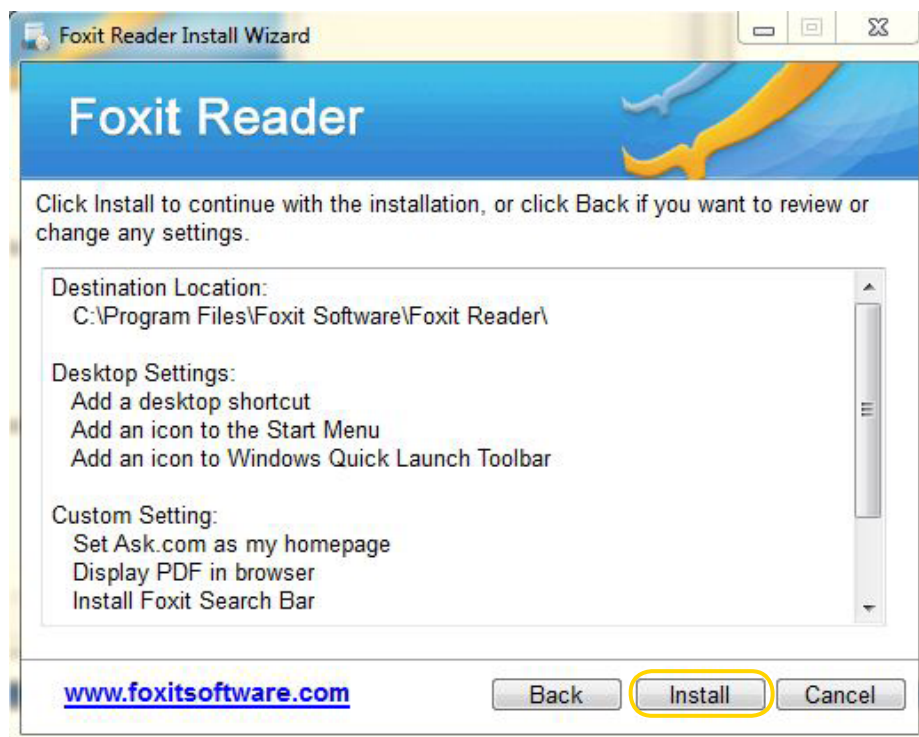 Foxit Reader Install Wizard
Foxit Reader
Click Install to continue with the installation, or click Back if you want to review or
change any settings.
Destination Location:
C:\Program Files\Foxit Software\Foxit Reader\
Desktop Settings:
Add a desktop shortcut
Add an icon to the Start Menu
Add an icon to Windows Quick Launch Toolbar
Custom Setting:
Set Ask.com as my homepage
Display PDF in browser
Install Foxit Search Bar
www.foxitsoftware.com Back Install Cancel